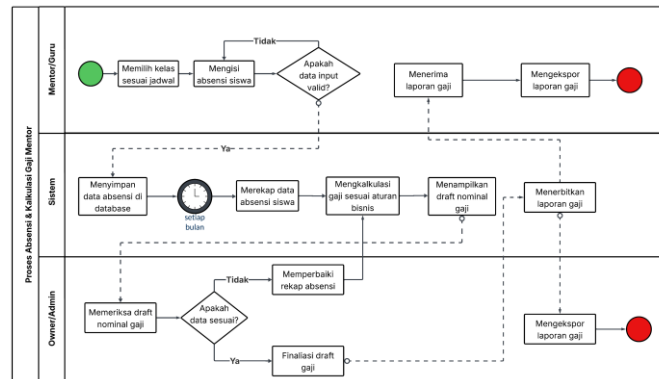 Proses Absensi & Kalkulasi Gaji Mentor
Mentor/Guru
Memilih kelas
sesuai jadwal
Mengisi
absensi siswa
Tidak
Apakah
data input
valid?
Menerima
laporan gaji
Mengekspor
laporan gaji
Ya
Sistem
Menyimpan
data absensi di
database
setiap
bulan
Merekap data
absensi siswa
Mengkalkulasi
gaji sesuai aturan
bisnis
Menampilkan
draft nominal
gaji
Menerbitkan
laporan gaji
Owner/Admin
Memeriksa draft
nominal gaji
Apakah
data sesuai?
Tidak
Memperbaiki
rekap absensi
Ya
Finaliasi draft
gaji
Mengekspor
laporan gaji